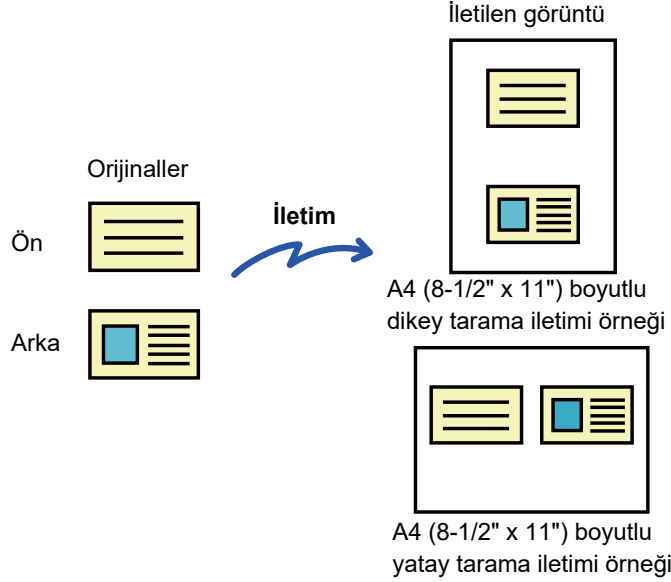 İletilen görüntü
Orijinaller
İletim
Ön
Arka
A4 (8-1/2" x 11") boyutlu
dikey tarama iletimi örneği
A4 (8-1/2" x 11") boyutlu
yatay tarama iletimi örneği